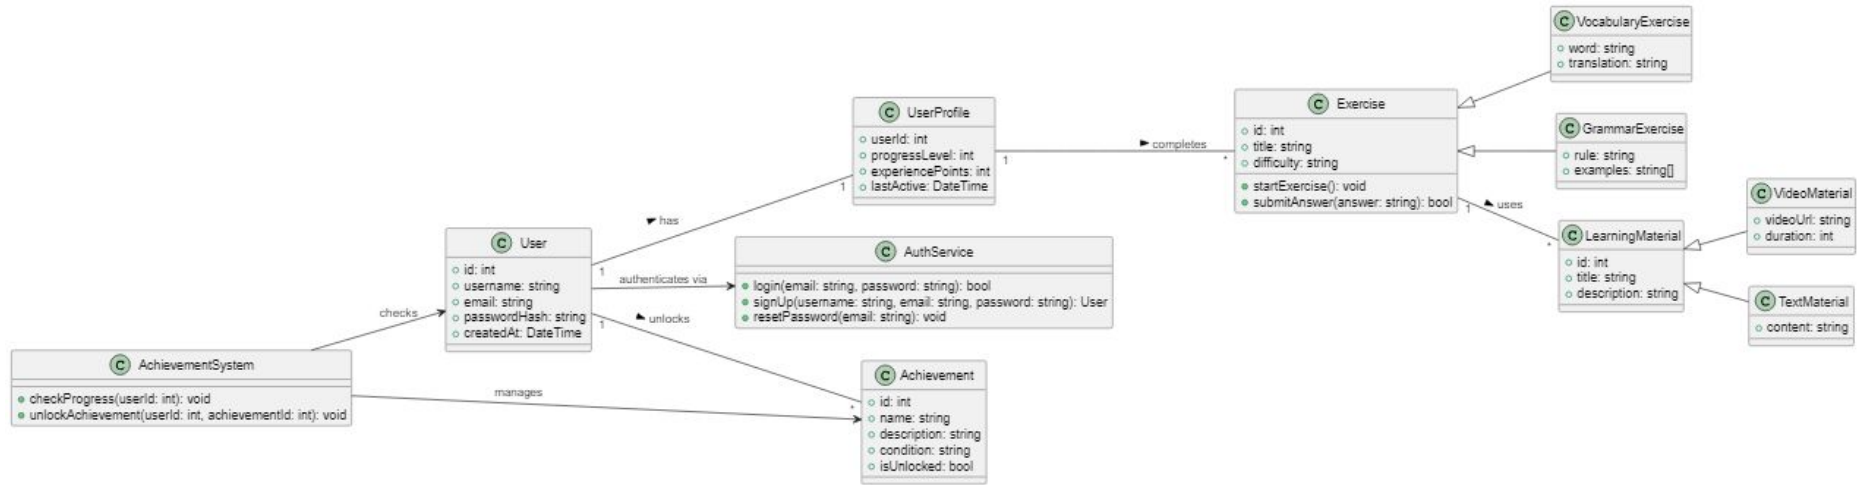 C VocabularyExercise
word: string
translation: string
C UserProfile
userId: int
progressLevel: int
experiencePoints: int
lastActive: DateTime
1
completes
*
C Exercise
id: int
title: string
difficulty: string
startExercise(): void
submitAnswer(answer: string): bool
C GrammarExercise
rule: string
examples: string[]
1
uses
*
C VideoMaterial
videoUrl: string
duration: int
C LearningMaterial
id: int
title: string
description: string
C TextMaterial
content: string
1
has
1
C User
id: int
username: string
email: string
passwordHash: string
createdAt: DateTime
authenticates via
C AuthService
login(email: string, password: string): bool
signUp(username: string, email: string, password: string): User
resetPassword(email: string): void
1
unlocks
*
checks
C AchievementSystem
checkProgress(userId: int): void
unlockAchievement(userId: int, achievementId: int): void
manages
C Achievement
id: int
name: string
description: string
condition: string
isUnlocked: bool